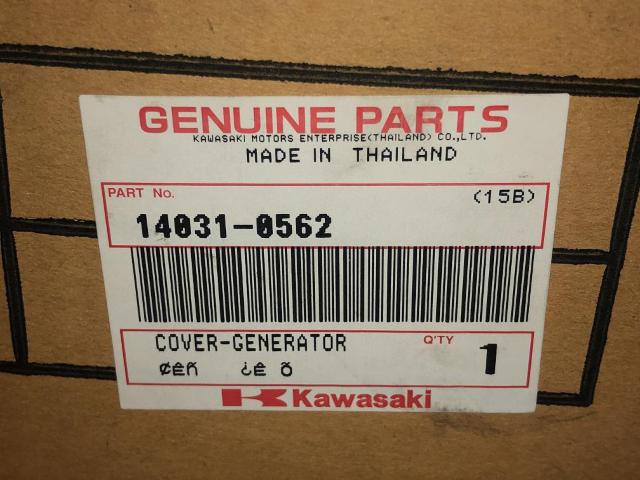 GENUINE PARTS
KAWASAKI MOTORS ENTERPRISE(THAILAND) CO.,LTD.
MADE IN THAILAND
PART No.
(15B)
14031-0562
COVER-GENERATOR
Q'TY
1
¢ÊÑ ¿Ê Õ
Kawasaki